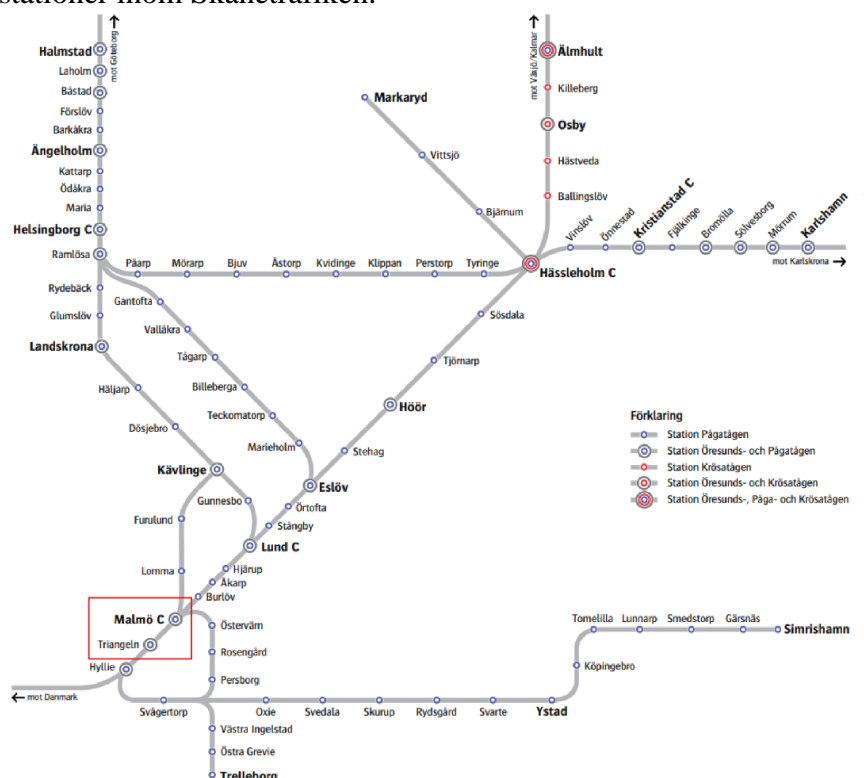 stationer inom Skånetrafiken.
mot Göteborg
Halmstad
Laholm
Båstad
Förslöv
Barkåkra
Ängelholm
Kattarp
Ödåkra
Maria
Helsingborg C
Ramlösa
Rydebäck
Glumslöv
Landskrona
Häljarp
Dösjebro
Kävlinge
Furulund
Lomma
Gunnesbo
Påarp
Mörarp
Bjuv
Åstorp
Kvidinge
Klippan
Perstorp
Tyringe
Gantofta
Vallåkra
Tågarp
Billeberga
Teckomatorp
Marieholm
Markaryd
Vittsjö
Bjärnum
mot Växjö/Kalmar
Älmhult
Killeberg
Osby
Hästveda
Ballingslöv
Hässleholm C
Vinslöv
Önnestad
Kristianstad C
Fjälkinge
Bromölla
Sölvesborg
Mörrum
Karlshamn
mot Karlskrona
Sösdala
Tjörnarp
Höör
Stehag
Eslöv
Örtofta
Stångby
Lund C
Hjärup
Åkarp
Burlöv
Malmö C
Triangeln
Hyllie
mot Danmark
Östervärn
Rosengård
Persborg
Svågertorp
Oxie
Svedala
Skurup
Rydsgård
Svarte
Ystad
Köpingebro
Tomelilla
Lunnarp
Smedstorp
Gärsnäs
Simrishamn
Västra Ingelstad
Östra Grevie
Trelleborg
Förklaring
Station Pågatågen
Station Öresunds- och Pågatågen
Station Krösatågen
Station Öresunds- och Krösatågen
Station Öresunds-, Påga- och Krösatågen